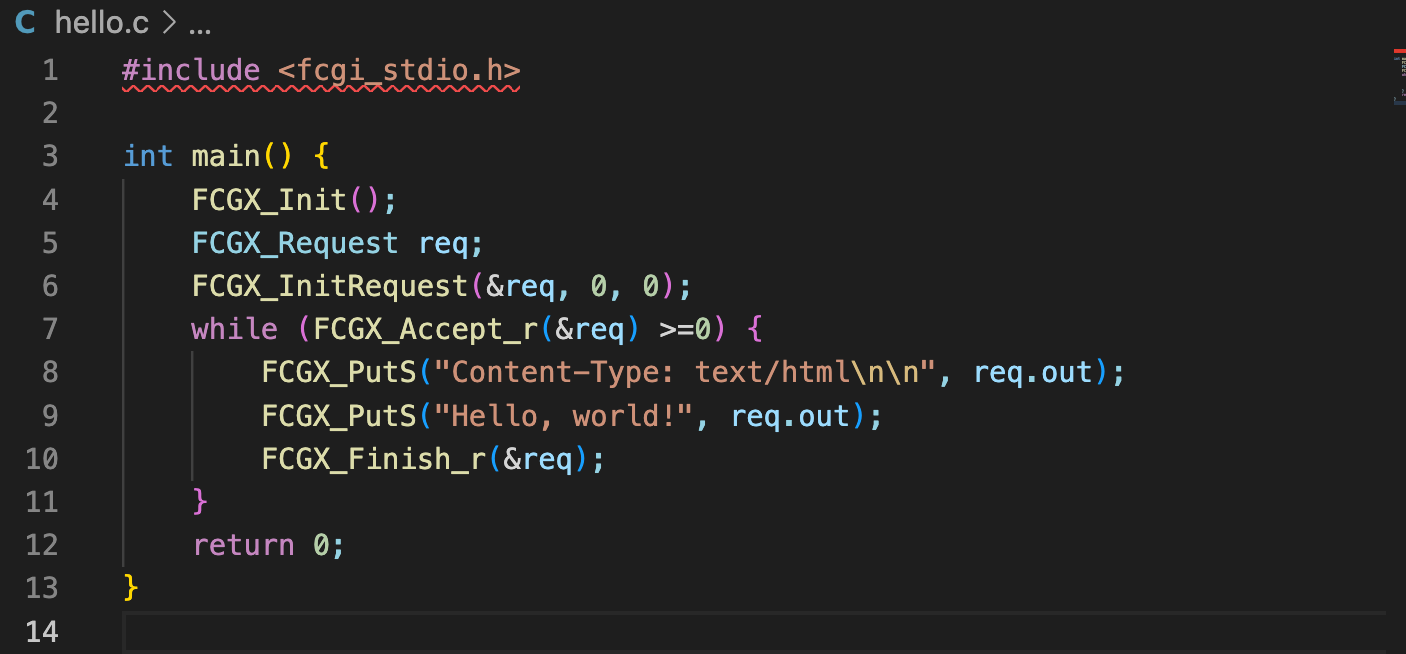 C hello.c > ...
1 #include <fcgi_stdio.h>
2
3 int main() {
4     FCGX_Init();
5     FCGX_Request req;
6     FCGX_InitRequest(&req, 0, 0);
7     while (FCGX_Accept_r(&req) >=0) {
8         FCGX_PutS("Content-Type: text/html\n\n", req.out);
9         FCGX_PutS("Hello, world!", req.out);
10         FCGX_Finish_r(&req);
11     }
12     return 0;
13 }
14